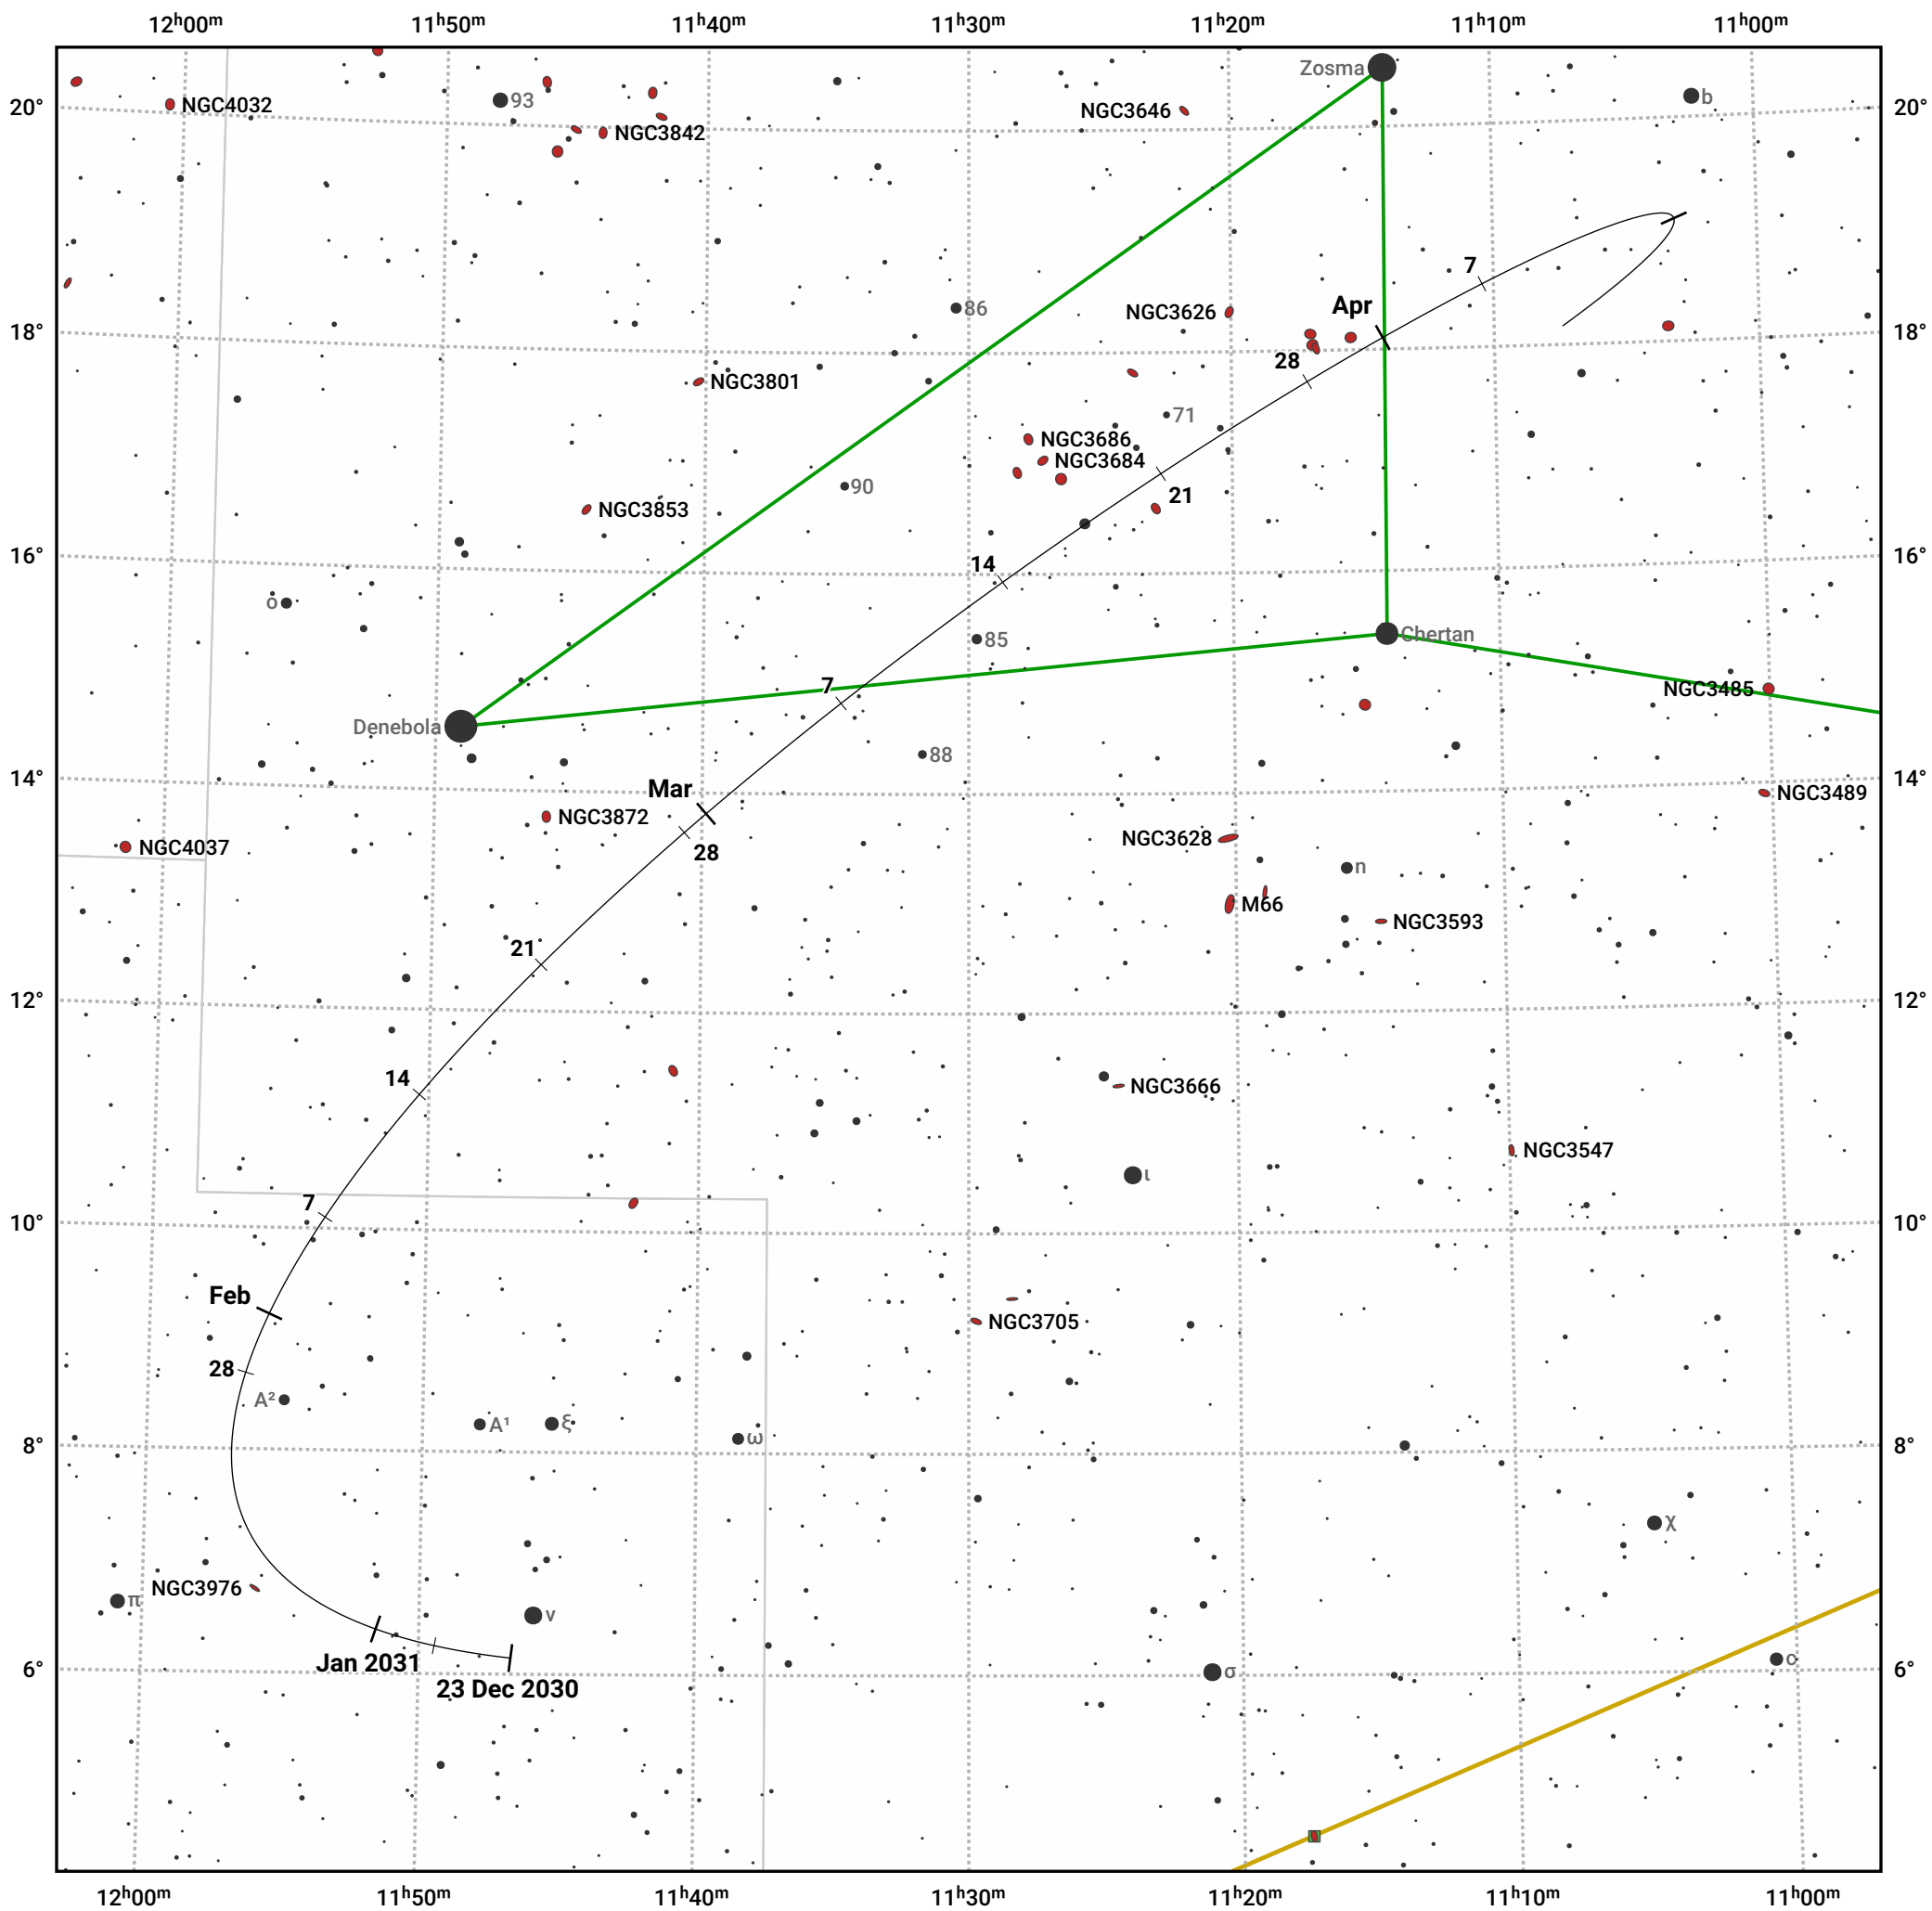 12ʰ00ᵐ 11ʰ50ᵐ 11ʰ40ᵐ 11ʰ30ᵐ 11ʰ20ᵐ 11ʰ10ᵐ 11ʰ00ᵐ
Zosma
b
93
20° NGC4032 NGC3646 20°
NGC3842
7
Apr
86 NGC3626
18° 18°
28
NGC3801
71
NGC3686
NGC3684
90 21
NGC3853
16° 16°
14
ο
Chertan
85
7 NGC3485
Denebola
88
14° 14°
Mar NGC3489
NGC3872
NGC3628
NGC4037 28
n
M66
NGC3593
21
12° 12°
14 NGC3666
NGC3547
ι
7
10° 10°
Feb
NGC3705
28
A²
A¹ ξ
ω
8° 8°
χ
NGC3976
π
ν
Jan 2031
6° σ c 6°
23 Dec 2030
12ʰ00ᵐ 11ʰ50ᵐ 11ʰ40ᵐ 11ʰ30ᵐ 11ʰ20ᵐ 11ʰ10ᵐ 11ʰ00ᵐ